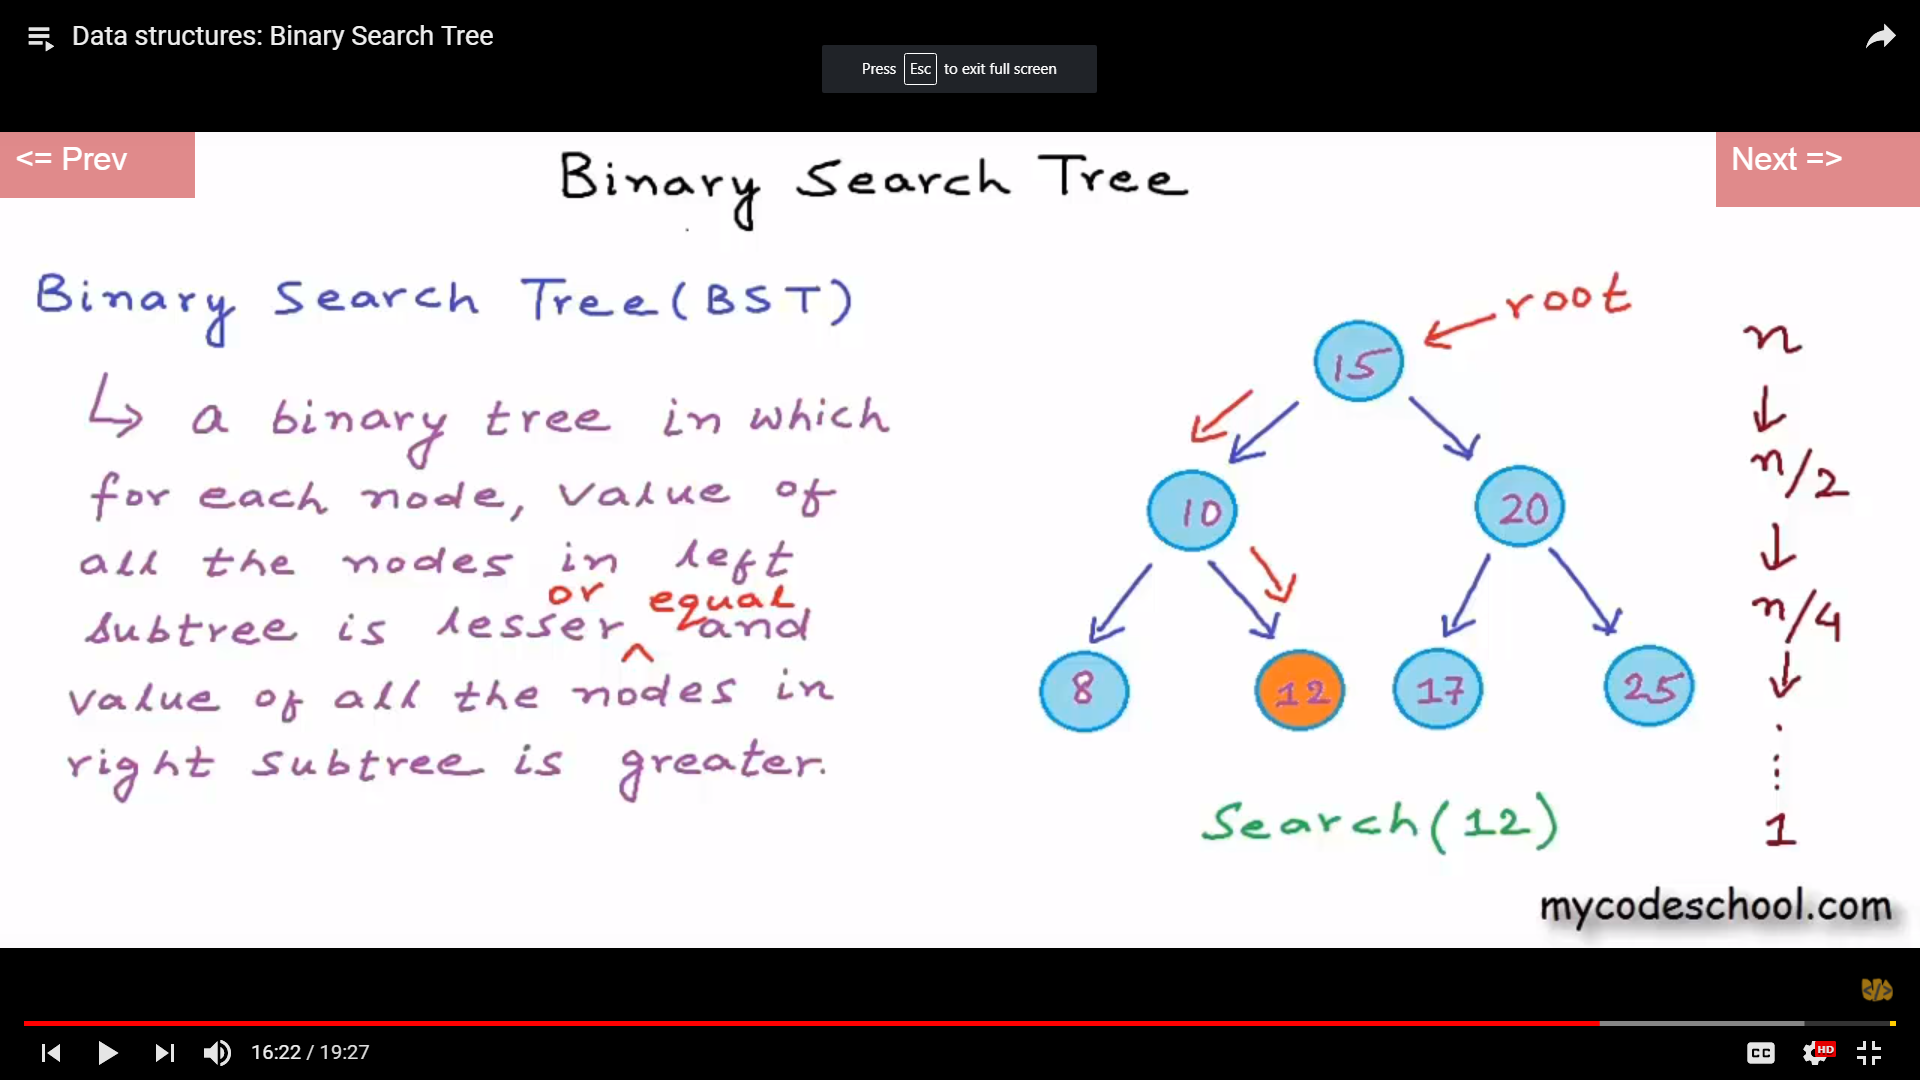 Data structures: Binary Search Tree
Press Esc to exit full screen
<= Prev
Next =>
Binary Search Tree
Binary Search Tree (BST)
↳ a binary tree in which
for each node, value of
all the nodes in left
or equal
subtree is lesser ^ and
value of all the nodes in
right subtree is greater.
root
15
10
20
8
12
17
25
Search(12)
n
↓
n/2
↓
n/4
↓
⋮
1
mycodeschool.com
</>
16:22 / 19:27
CC
HD